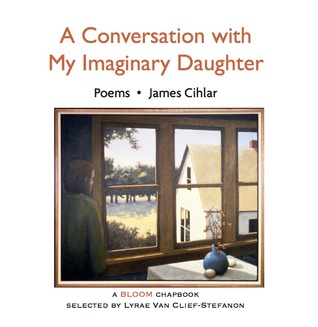 A Conversation with
My Imaginary Daughter
Poems • James Cihlar
A BLOOM CHAPBOOK
SELECTED BY LYRAE VAN CLIEF-STEFANON